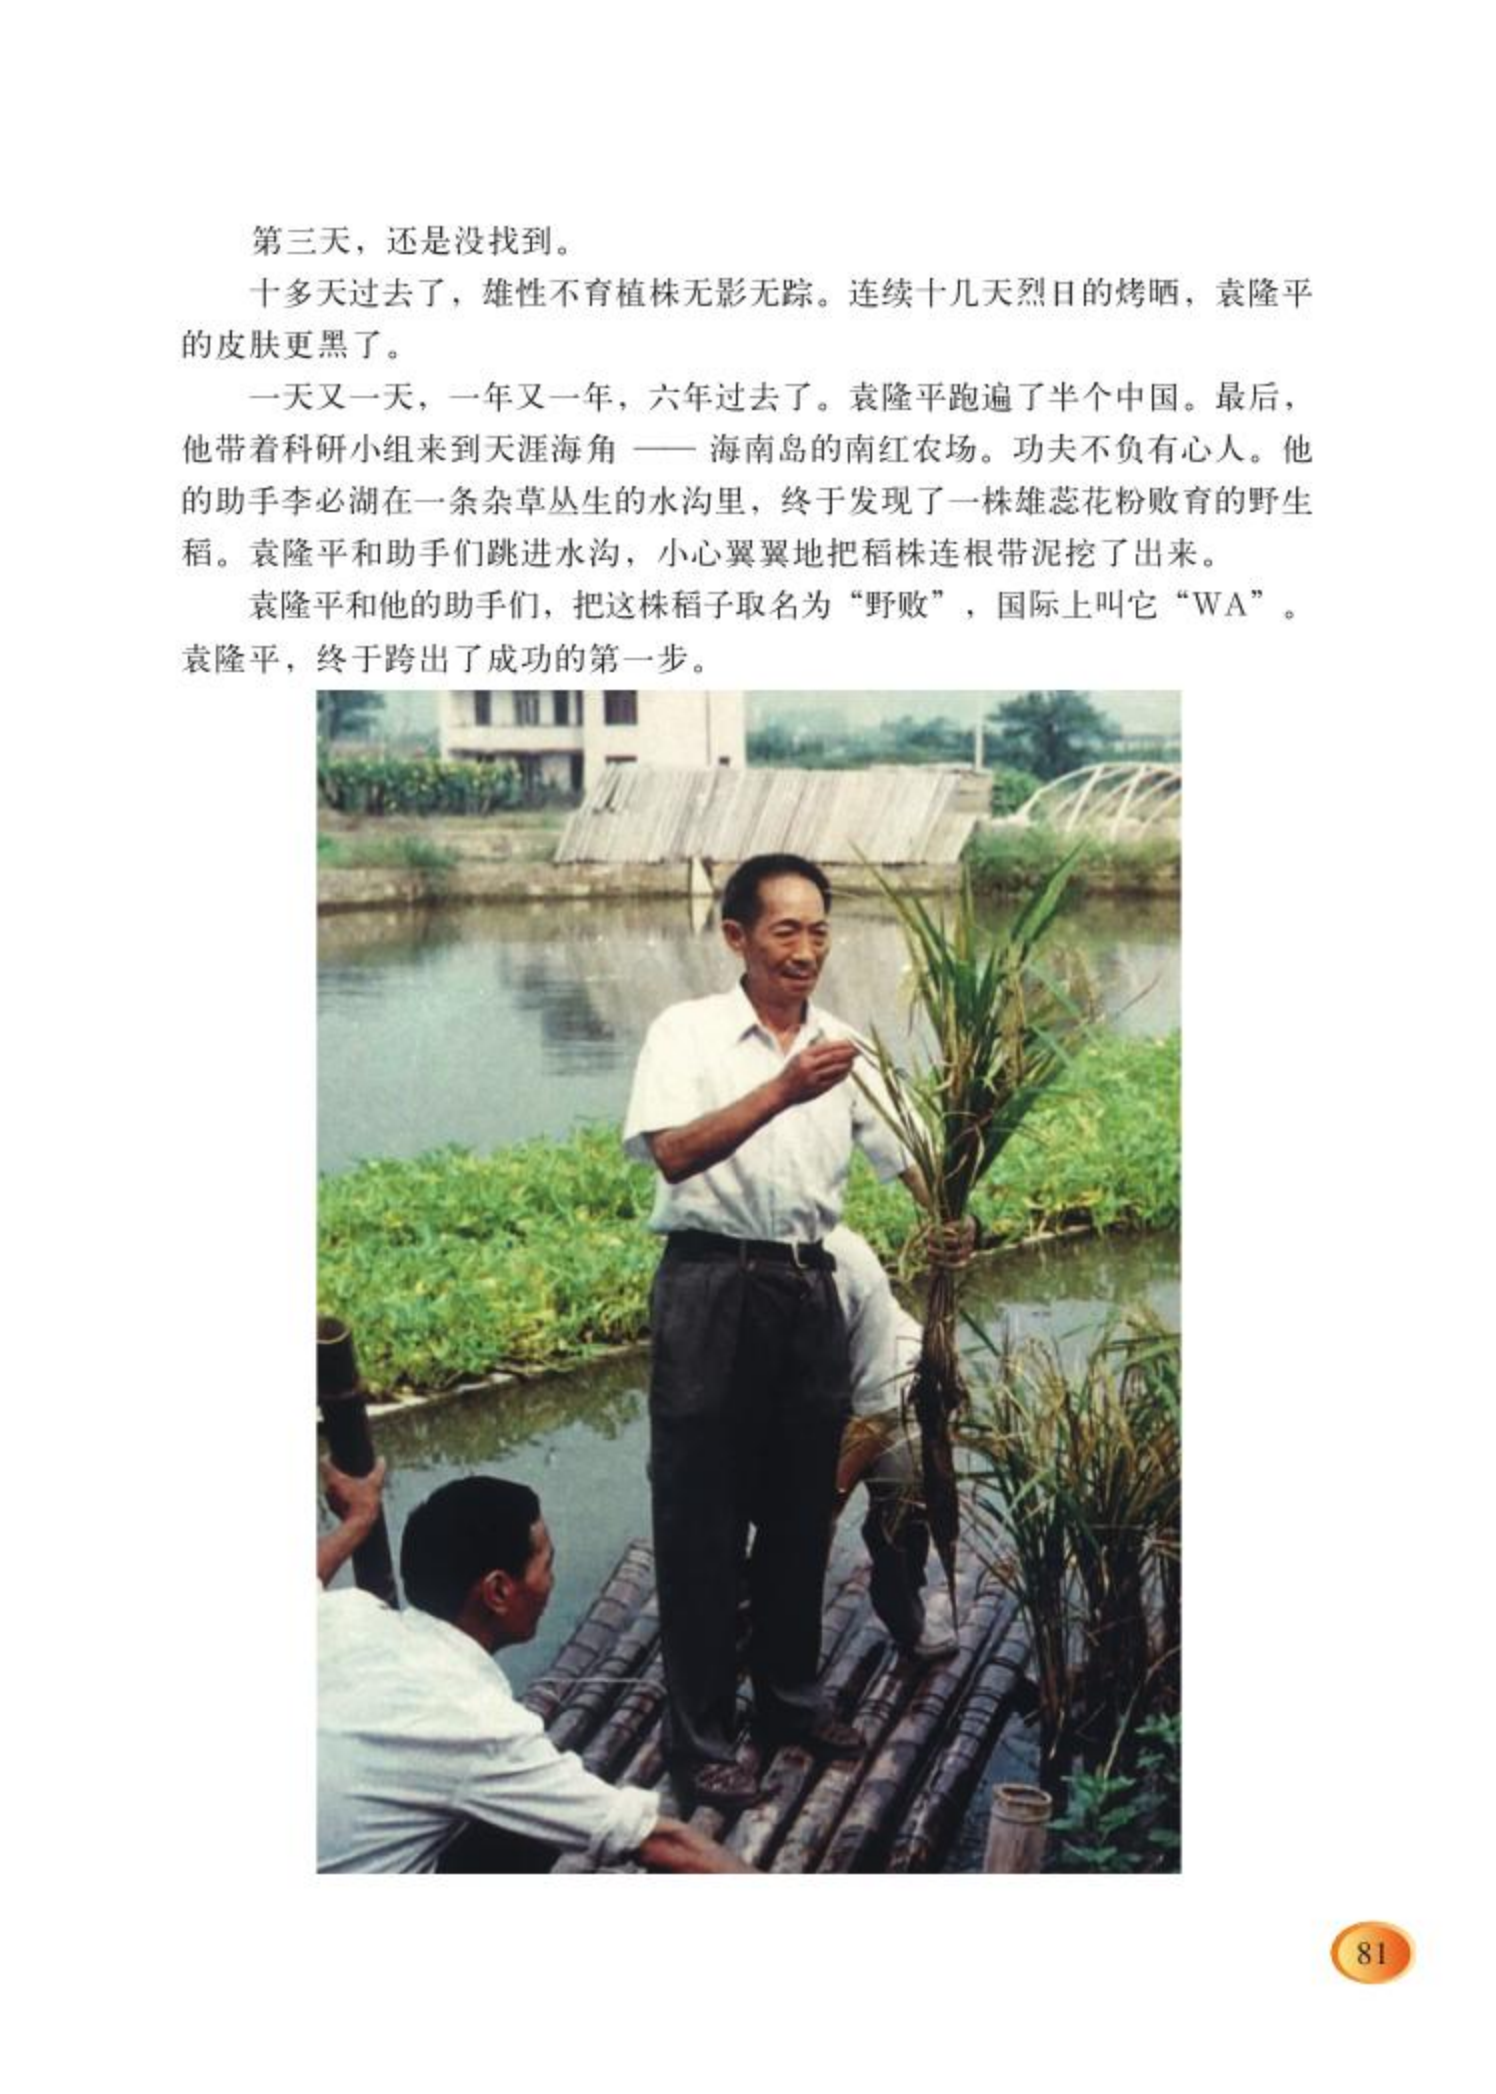 第三天，还是没找到。
十多天过去了，雄性不育植株无影无踪。连续十几天烈日的烤晒，袁隆平
的皮肤更黑了。
一天又一天，一年又一年，六年过去了。袁隆平跑遍了半个中国。最后，
他带着科研小组来到天涯海角 —— 海南岛的南红农场。功夫不负有心人。他
的助手李必湖在一条杂草丛生的水沟里，终于发现了一株雄蕊花粉败育的野生
稻。袁隆平和助手们跳进水沟，小心翼翼地把稻株连根带泥挖了出来。
袁隆平和他的助手们，把这株稻子取名为“野败”，国际上叫它“WA”。
袁隆平，终于跨出了成功的第一步。
81